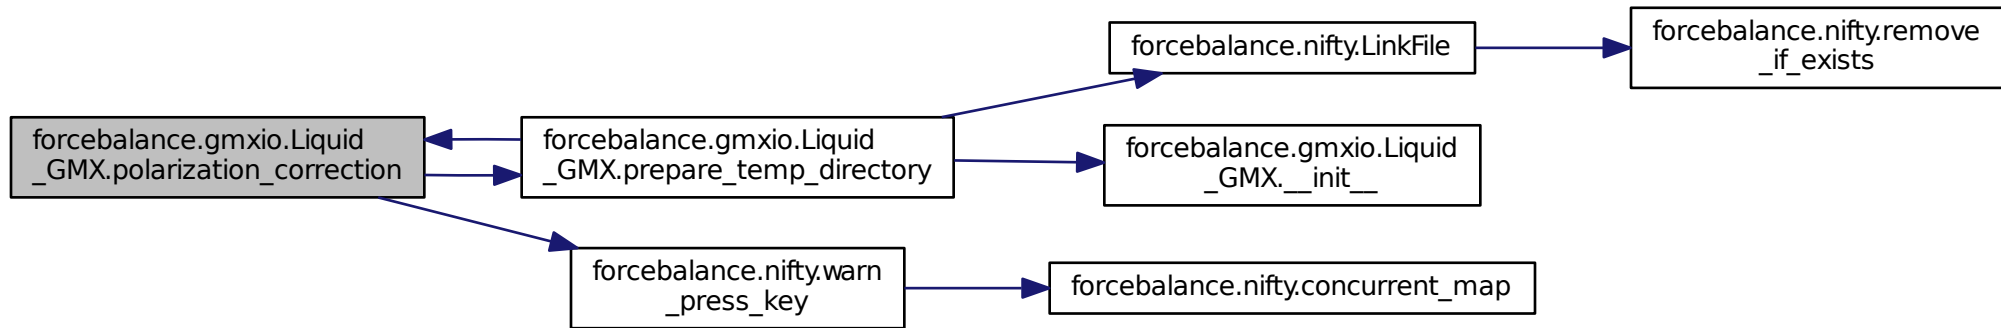 forcebalance.gmxio.Liquid
_GMX.polarization_correction
forcebalance.gmxio.Liquid
_GMX.prepare_temp_directory
forcebalance.nifty.LinkFile
forcebalance.nifty.remove
_if_exists
forcebalance.gmxio.Liquid
_GMX.__init__
forcebalance.nifty.warn
_press_key
forcebalance.nifty.concurrent_map